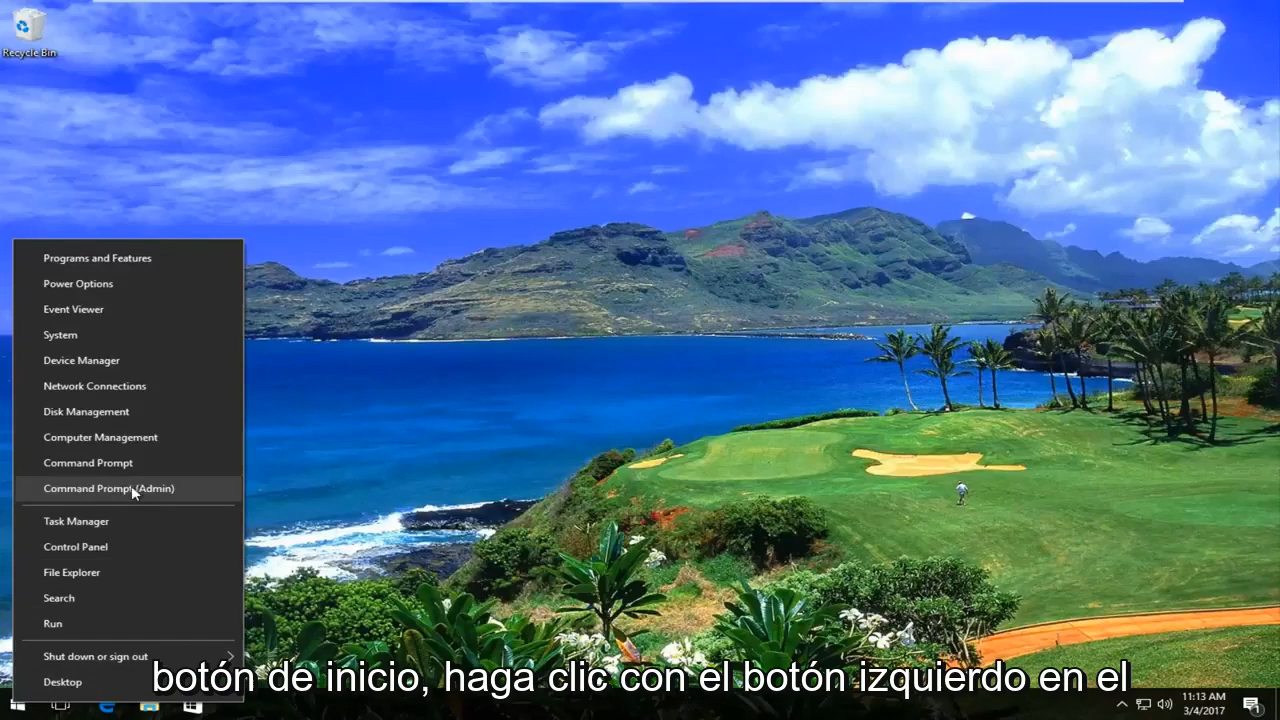 Recycle Bin
Programs and Features
Power Options
Event Viewer
System
Device Manager
Network Connections
Disk Management
Computer Management
Command Prompt
Command Prompt (Admin)
Task Manager
Control Panel
File Explorer
Search
Run
Shut down or sign out
Desktop
botón de inicio, haga clic con el botón izquierdo en el
11:13 AM
3/4/2017
1